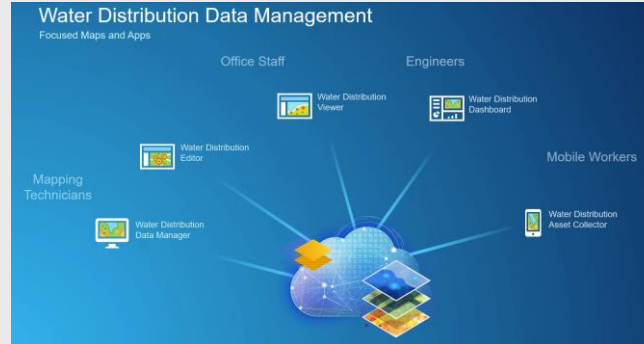 Water Distribution Data Management
Focused Maps and Apps
Office Staff
Engineers
Water Distribution
Viewer
Water Distribution
Dashboard
Water Distribution
Editor
Mobile Workers
Mapping
Technicians
Water Distribution
Data Manager
Water Distribution
Asset Collector